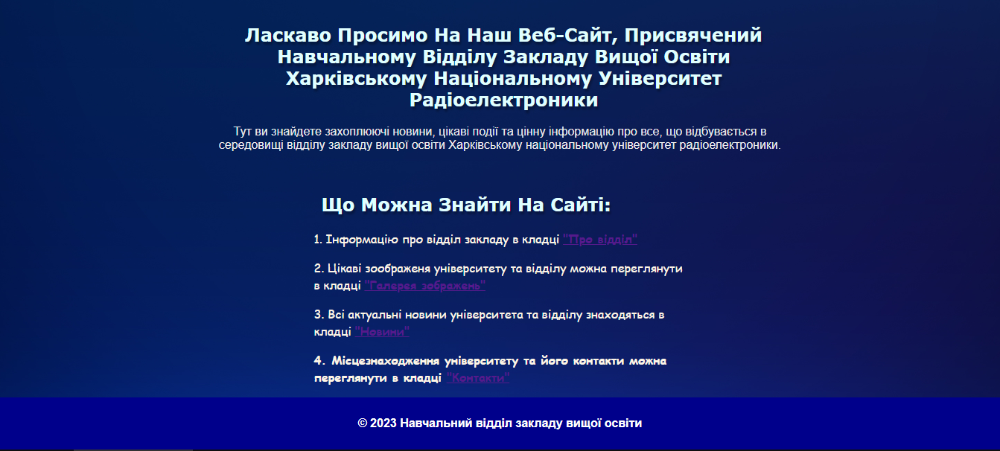 Ласкаво Просимо На Наш Веб-Сайт, Присвячений
Навчальному Відділу Закладу Вищої Освіти
Харківському Національному Університет
Радіоелектроники
Тут ви знайдете захоплюючі новини, цікаві події та цінну інформацію про все, що відбувається в
середовищі відділу закладу вищої освіти Харківському національному університет радіоелектроники.
Що Можна Знайти На Сайті:
1. Інформацію про відділ закладу в кладці "Про відділ"
2. Цікаві зоображеня університету та відділу можна переглянути
в кладці "Галерея зображень"
3. Всі актуальні новини університета та відділу знаходяться в
кладці "Новини"
4. Місцезнаходження університету та його контакти можна
переглянути в кладці "Контакти"
© 2023 Навчальний відділ закладу вищої освіти